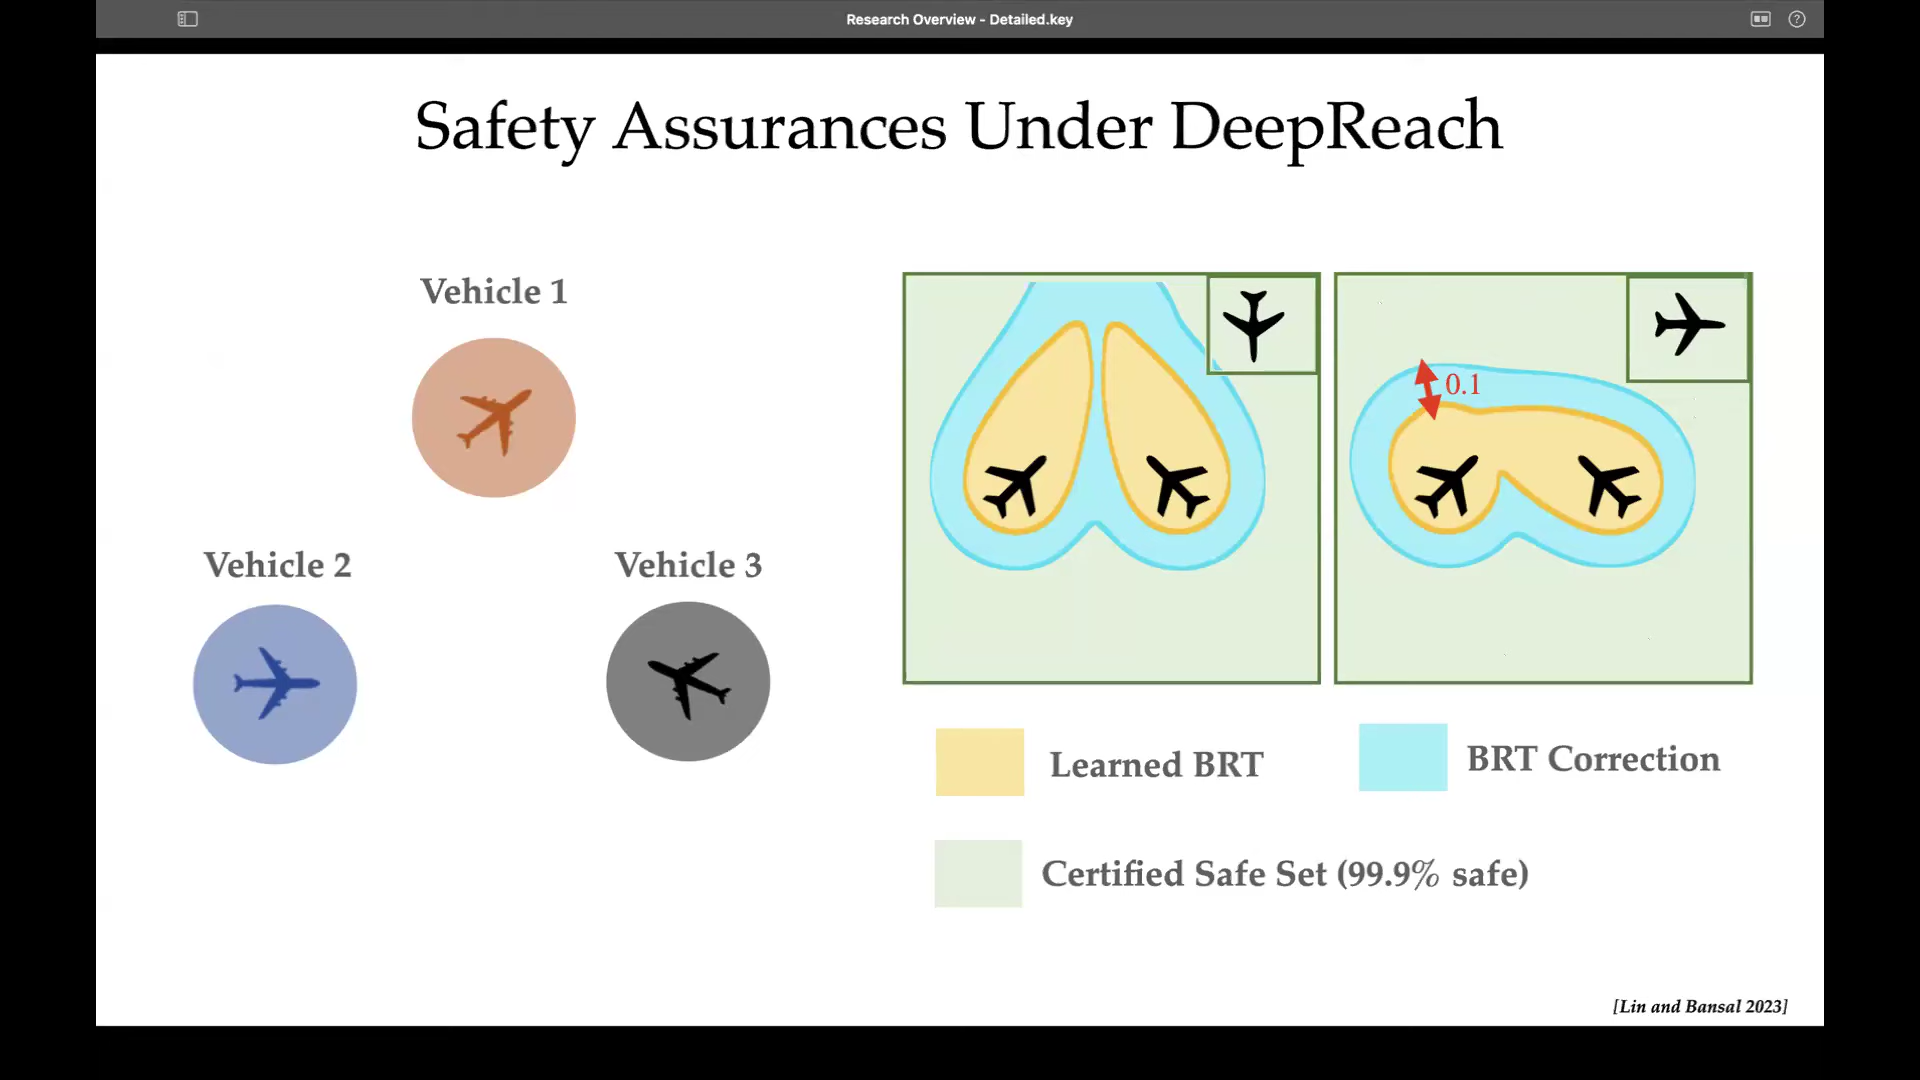 Research Overview - Detailed.key
Safety Assurances Under DeepReach
Vehicle 1
Vehicle 2
Vehicle 3
0.1
Learned BRT
BRT Correction
Certified Safe Set (99.9% safe)
[Lin and Bansal 2023]